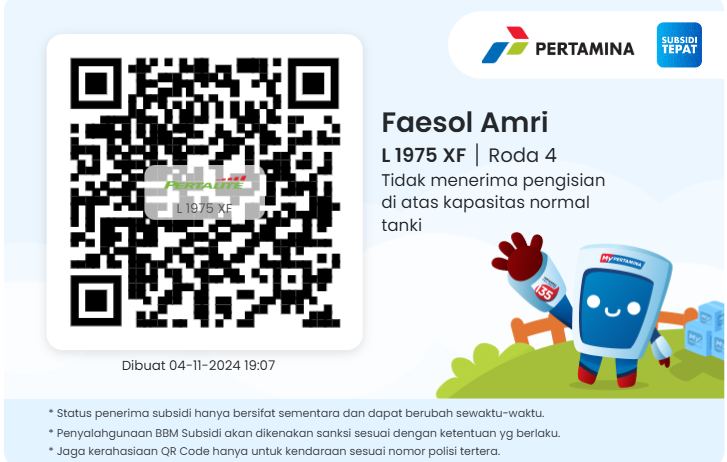 PERTAMINA
SUBSIDI
TEPAT
Faesol Amri
L 1975 XF | Roda 4
Tidak menerima pengisian
di atas kapasitas normal
tanki
PERTALITE
L 1975 XF
MYPERTAMINA
35
Dibuat 04-11-2024 19:07
* Status penerima subsidi hanya bersifat sementara dan dapat berubah sewaktu-waktu.
* Penyalahgunaan BBM Subsidi akan dikenakan sanksi sesuai dengan ketentuan yg berlaku.
* Jaga kerahasiaan QR Code hanya untuk kendaraan sesuai nomor polisi tertera.